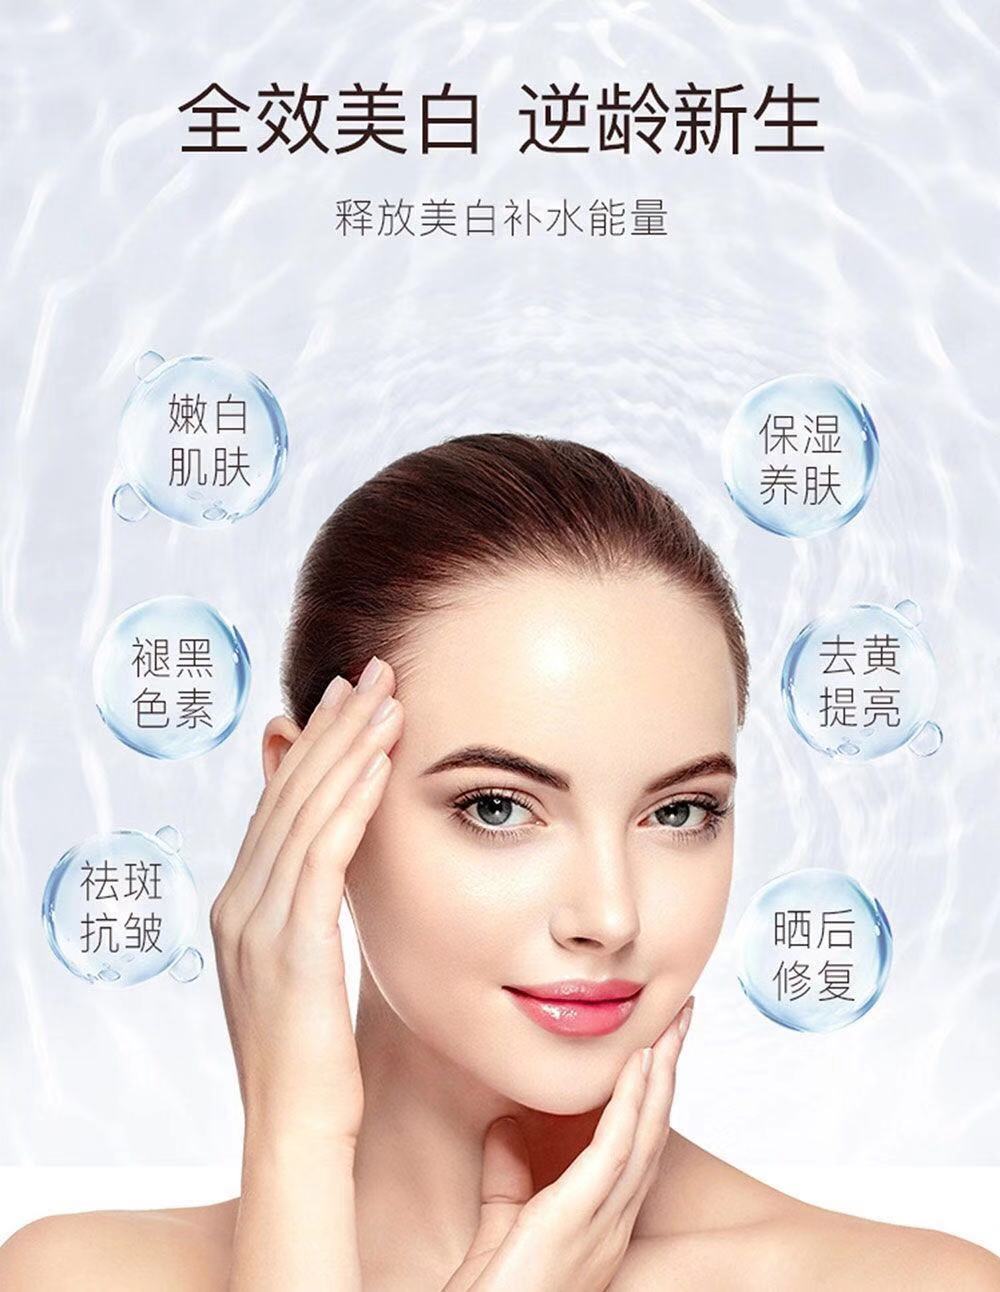 全效美白 逆龄新生
释放美白补水能量
嫩白
肌肤
保湿
养肤
褪黑
色素
去黄
提亮
祛斑
抗皱
晒后
修复